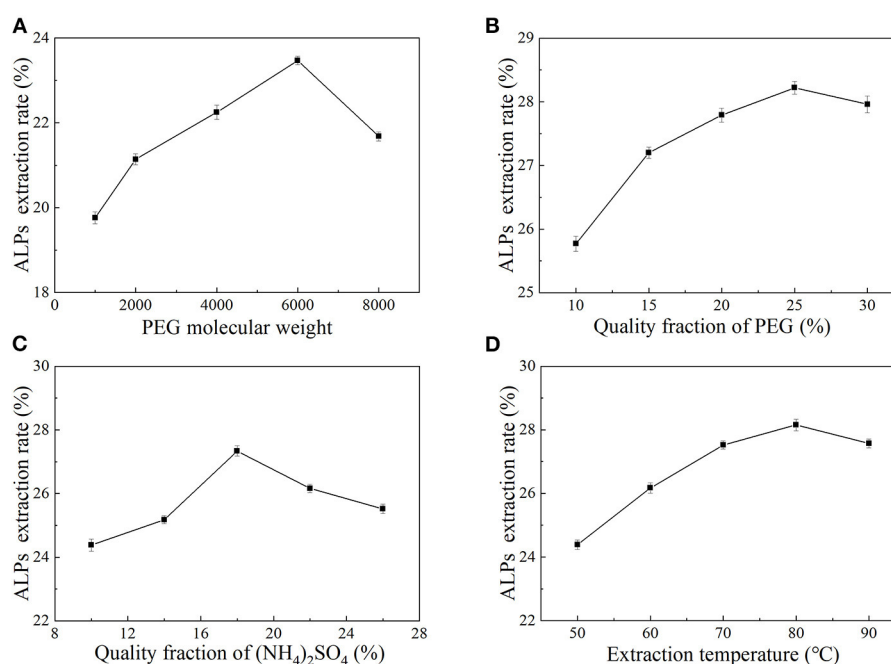 A
ALPs extraction rate (%)
24
22
20
18
0 2000 4000 6000 8000
PEG molecular weight
B
ALPs extraction rate (%)
29
28
27
26
25
10 15 20 25 30
Quality fraction of PEG (%)
C
ALPs extraction rate (%)
30
28
26
24
22
8 12 16 20 24 28
Quality fraction of (NH₄)₂SO₄ (%)
D
ALPs extraction rate (%)
30
28
26
24
22
50 60 70 80 90
Extraction temperature (℃)